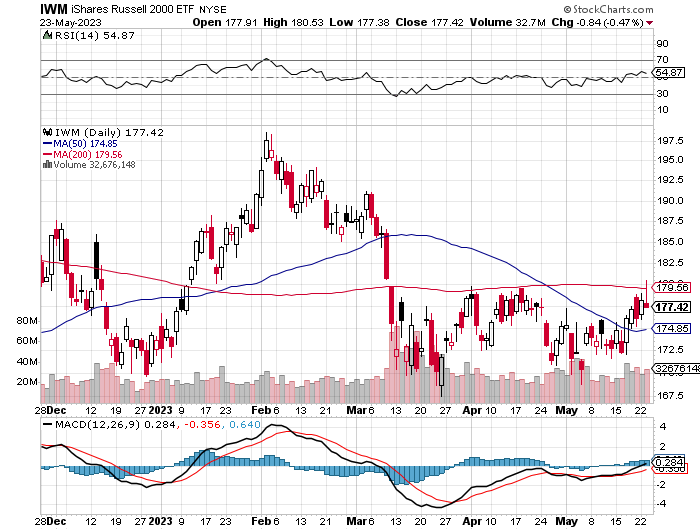 IWM iShares Russell 2000 ETF NYSE © StockCharts.com
23-May-2023 Open 177.91 High 180.53 Low 177.38 Close 177.42 Volume 32.7M Chg -0.84 (-0.47%)
RSI(14) 54.87
90
70
54.87
50
30
10
IWM (Daily) 177.42
MA(50) 174.85
MA(200) 179.56
Volume 32,676,148
197.5
195.0
192.5
190.0
187.5
185.0
182.5
179.56
177.42
174.85
172.5
32676148
167.5
80M
60M
40M
20M
28 Dec 12 19 27 2023 9 17 23 Feb 6 13 21 Mar 6 13 20 27 Apr 10 17 24 May 8 15 22
MACD(12,26,9) 0.284, -0.356, 0.640
4
2
0.284
-2
-4
28 Dec 12 19 27 2023 9 17 23 Feb 6 13 21 Mar 6 13 20 27 Apr 10 17 24 May 8 15 22